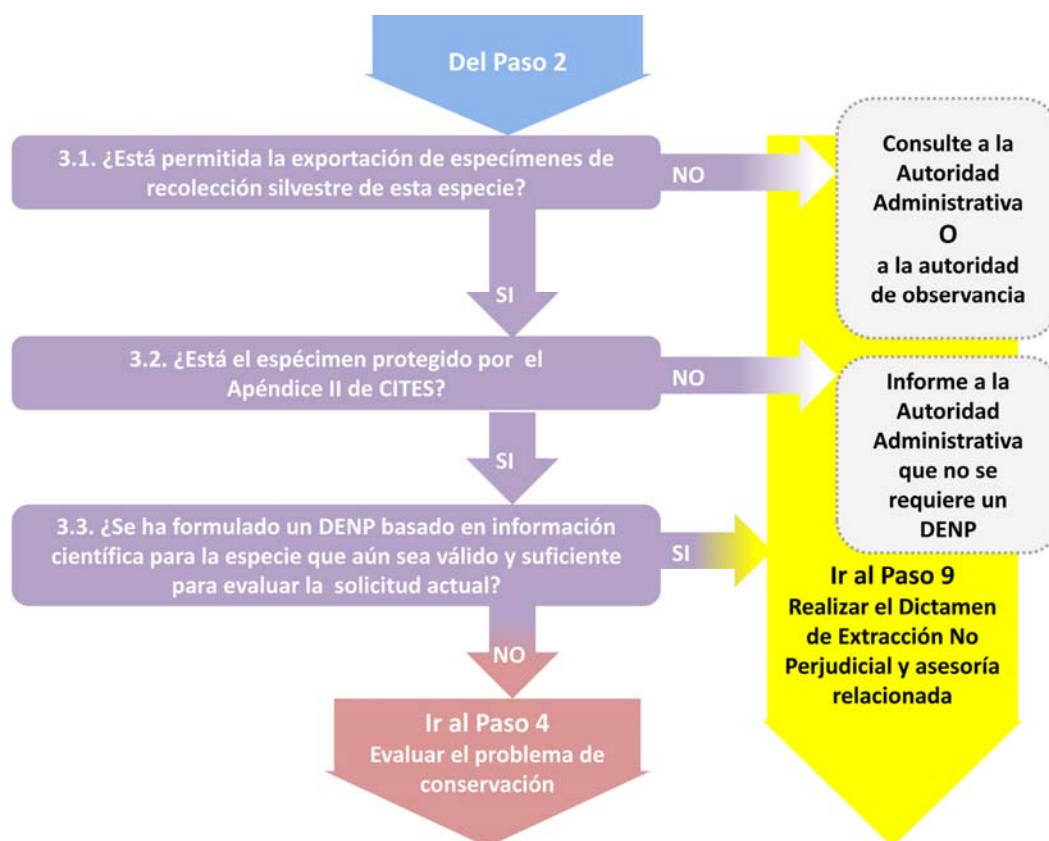 Del Paso 2
3.1. ¿Está permitida la exportación de especímenes de
recolección silvestre de esta especie?
NO
Consulte a la
Autoridad
Administrativa
O
a la autoridad
de observancia
SI
3.2. ¿Está el espécimen protegido por el
Apéndice II de CITES?
NO
Informe a la
Autoridad
Administrativa
que no se
requiere un
DENP
SI
3.3. ¿Se ha formulado un DENP basado en información
científica para la especie que aún sea válido y suficiente
para evaluar la solicitud actual?
SI
Ir al Paso 9
Realizar el Dictamen
de Extracción No
Perjudicial y asesoría
relacionada
NO
Ir al Paso 4
Evaluar el problema de
conservación